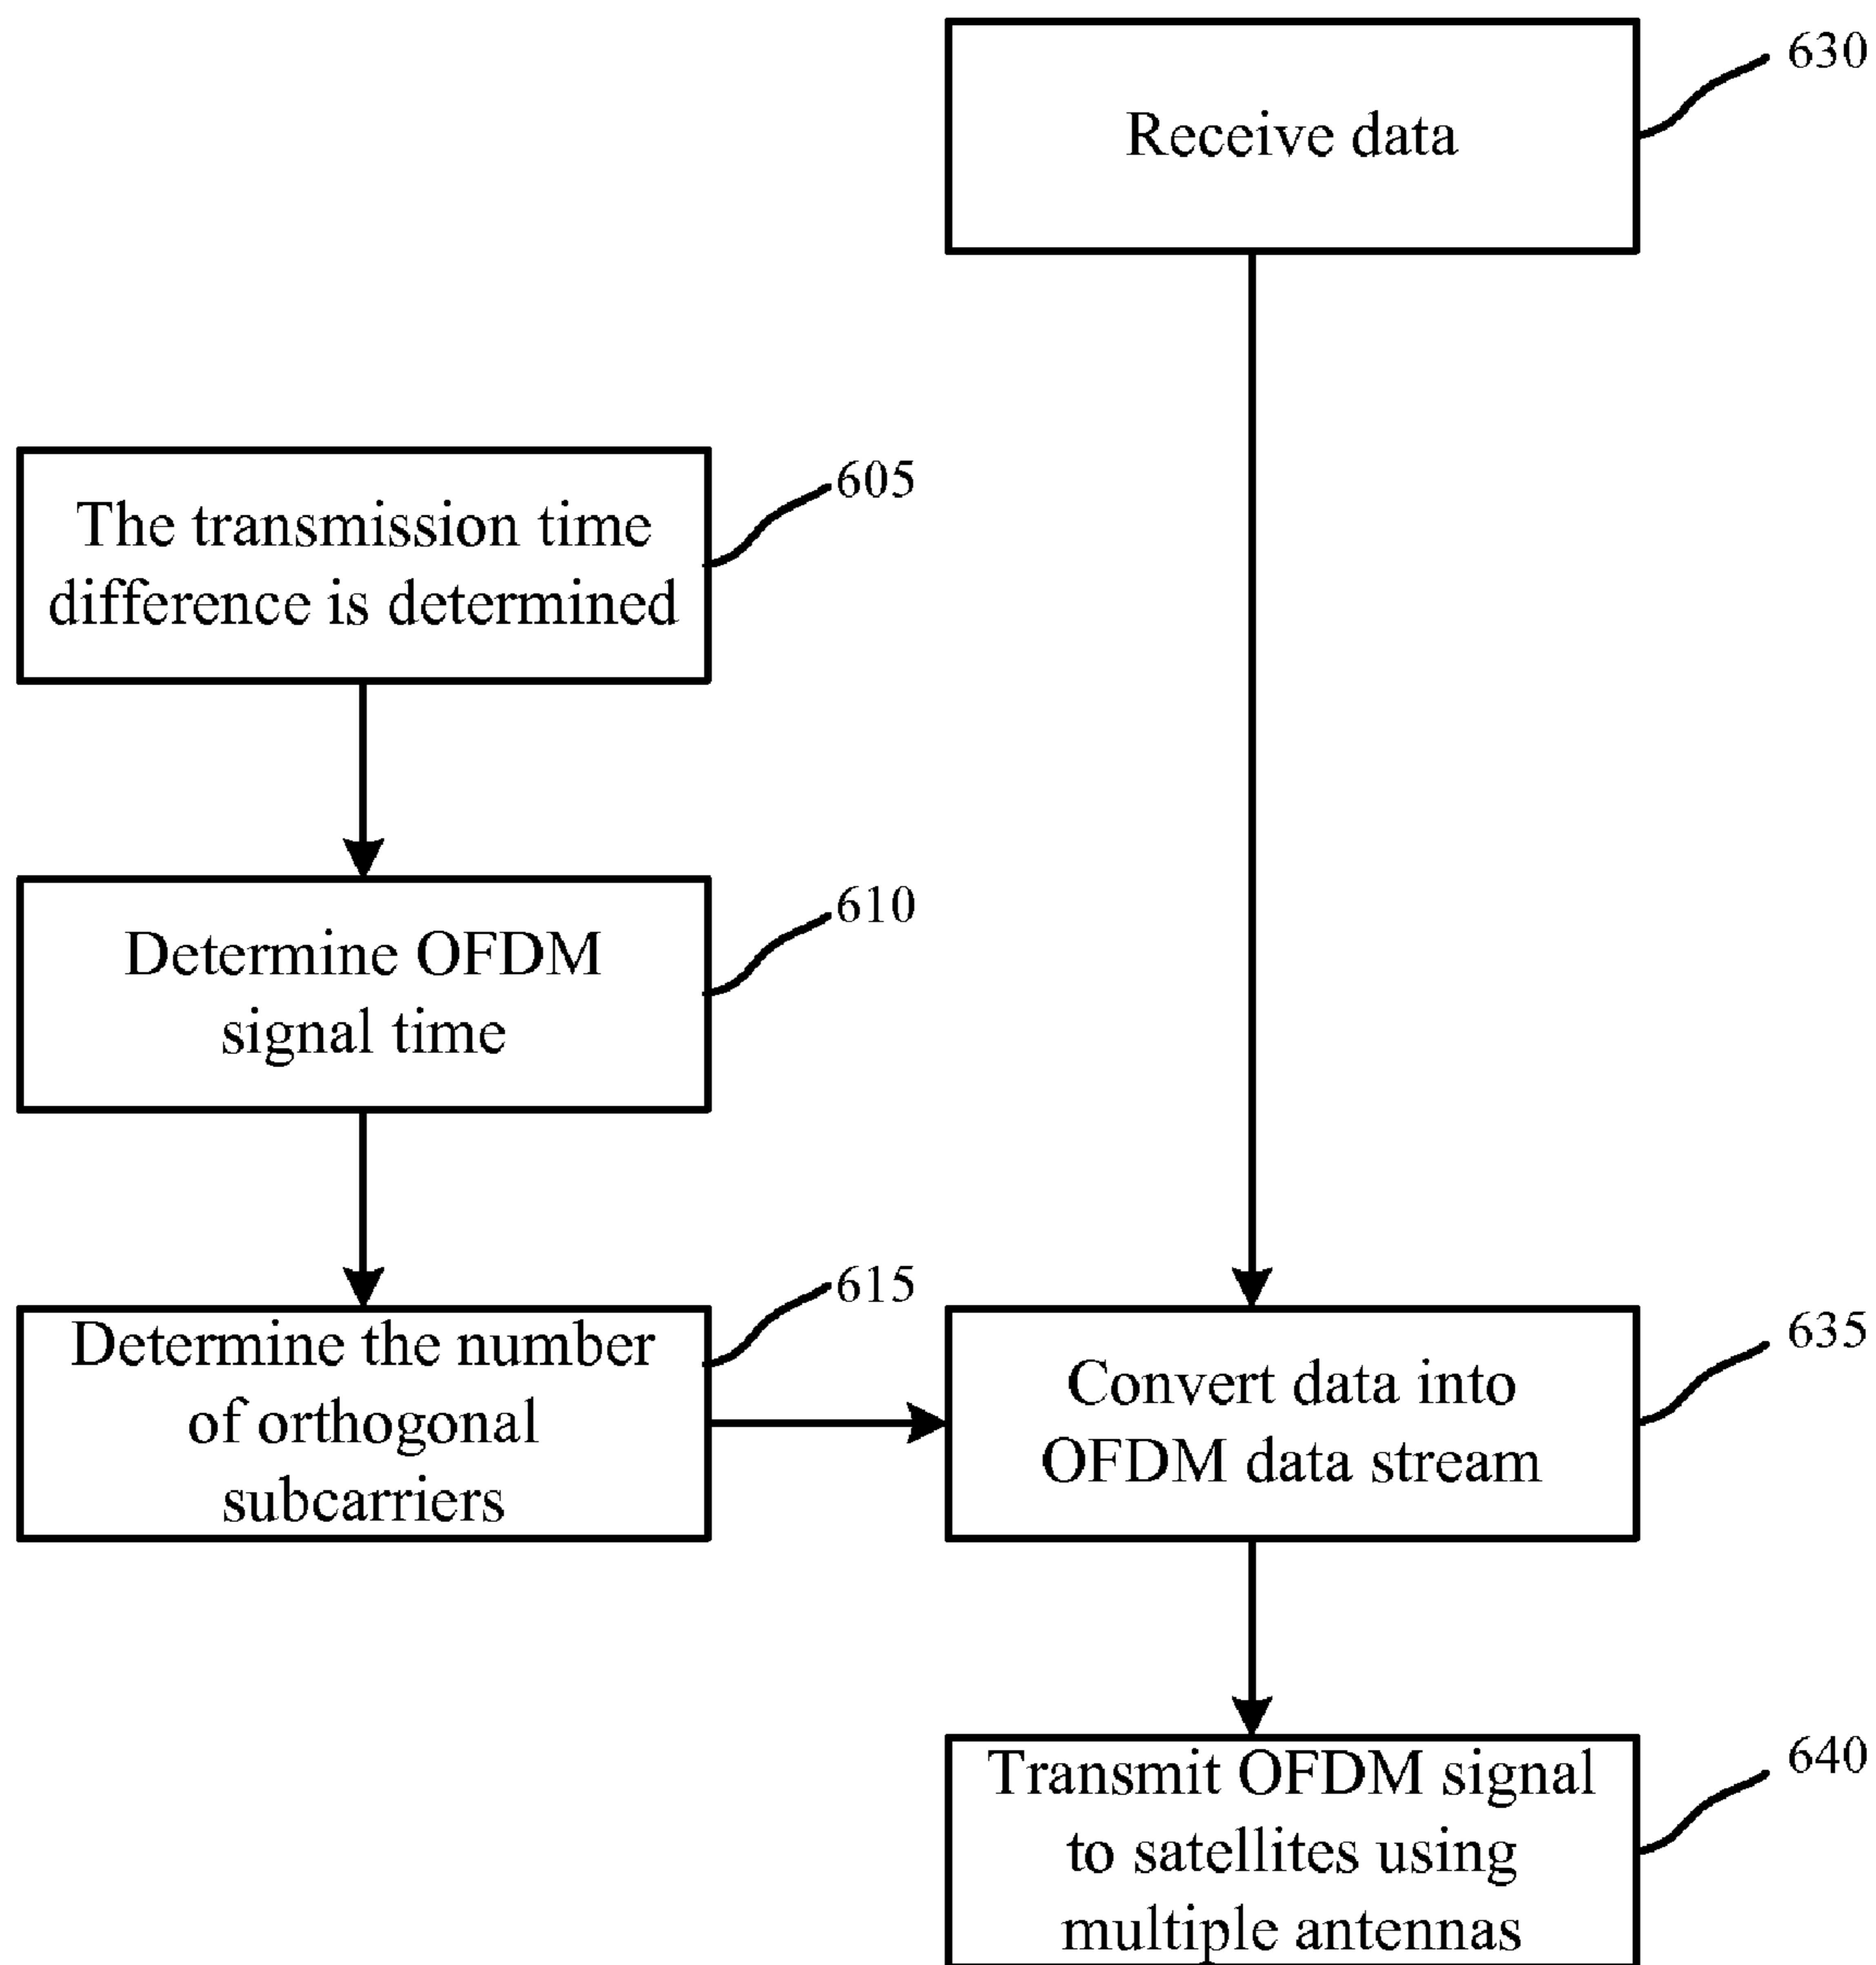 630
Receive data
605
The transmission time
difference is determined
610
Determine OFDM
signal time
615
Determine the number
of orthogonal
subcarriers
635
Convert data into
OFDM data stream
640
Transmit OFDM signal
to satellites using
multiple antennas